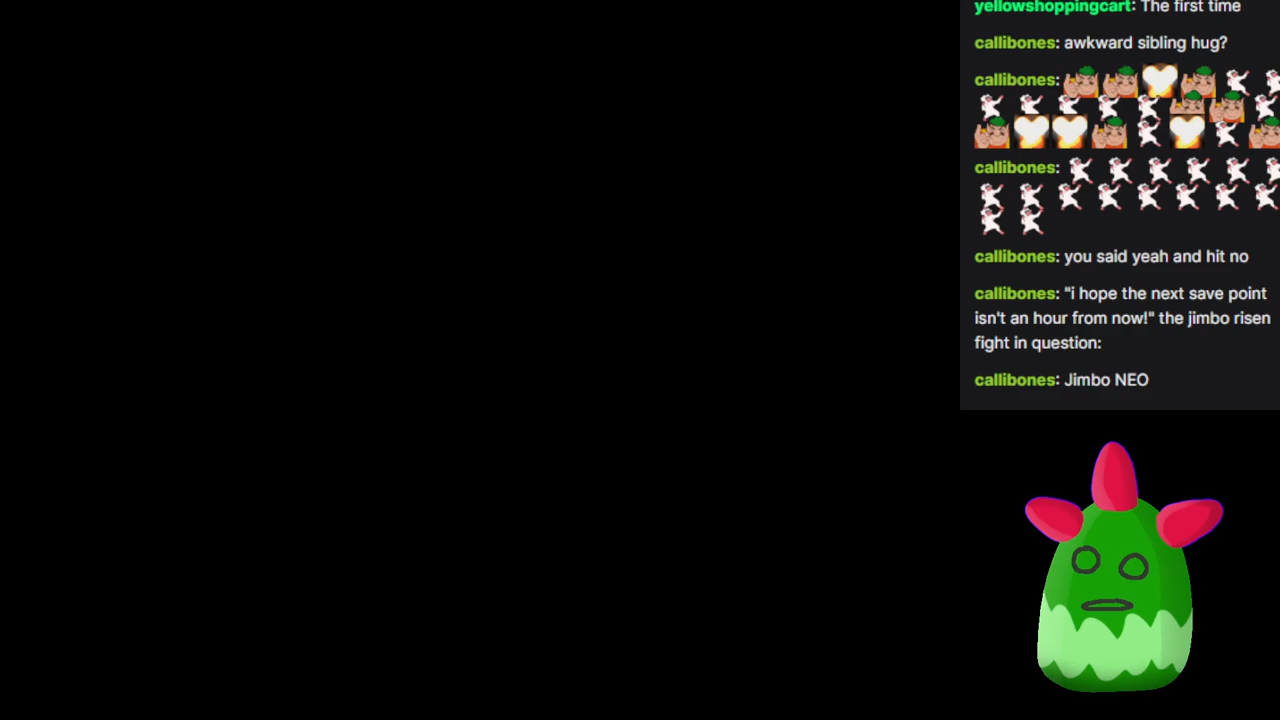 yellowshoppingcart: The first time
callibones: awkward sibling hug?
callibones:
callibones:
callibones: you said yeah and hit no
callibones: "i hope the next save point
isn't an hour from now!" the jimbo risen
fight in question:
callibones: Jimbo NEO